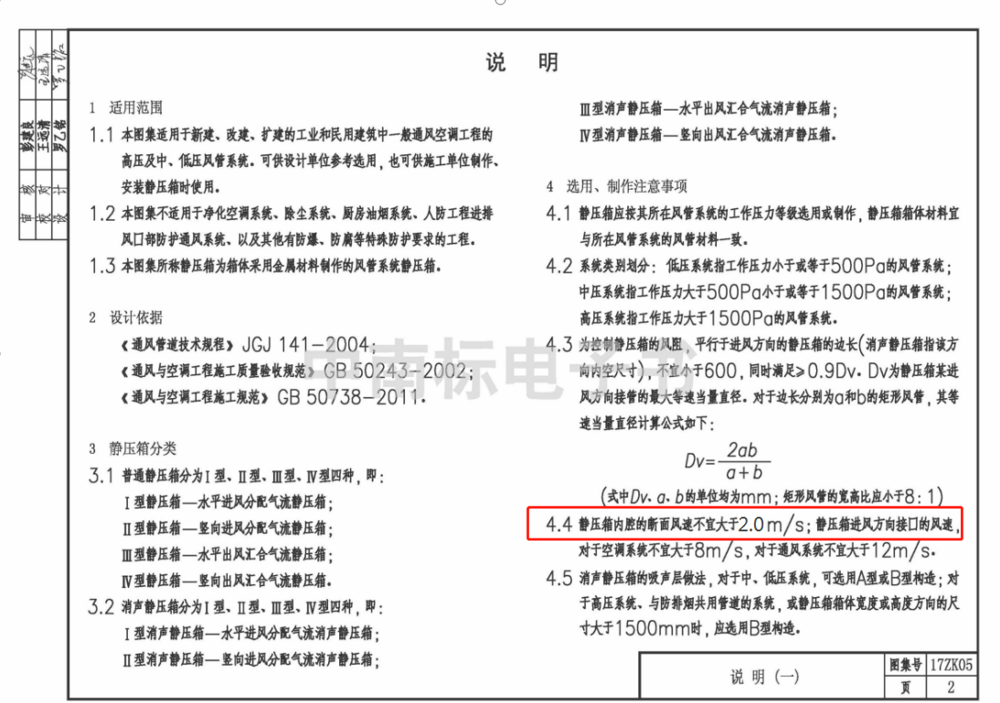 说 明
1 适用范围
1.1 本图集适用于新建、改建、扩建的工业和民用建筑中一般通风空调工程的
高压及中、低压风管系统。可供设计单位参考选用，也可供施工单位制作、
安装静压箱时使用。
1.2 本图集不适用于净化空调系统、除尘系统、厨房油烟系统、人防工程进排
风口部防护通风系统、以及其他有防爆、防腐等特殊防护要求的工程。
1.3 本图集所称静压箱为箱体采用金属材料制作的风管系统静压箱。
2 设计依据
《通风管道技术规程》JGJ 141-2004；
《通风与空调工程施工质量验收规范》GB 50243-2002；
《通风与空调工程施工规范》GB 50738-2011。
3 静压箱分类
3.1 普通静压箱分为Ⅰ型、Ⅱ型、Ⅲ型、Ⅳ型四种，即：
Ⅰ型静压箱—水平进风分配气流静压箱；
Ⅱ型静压箱—竖向进风分配气流静压箱；
Ⅲ型静压箱—水平出风汇合气流静压箱；
Ⅳ型静压箱—竖向出风汇合气流静压箱。
3.2 消声静压箱分为Ⅰ型、Ⅱ型、Ⅲ型、Ⅳ型四种，即：
Ⅰ型消声静压箱—水平进风分配气流消声静压箱；
Ⅱ型消声静压箱—竖向进风分配气流消声静压箱；
Ⅲ型消声静压箱—水平出风汇合气流消声静压箱；
Ⅳ型消声静压箱—竖向出风汇合气流消声静压箱。
4 选用、制作注意事项
4.1 静压箱应按其所在风管系统的工作压力等级选用或制作，静压箱箱体材料宜
与所在风管系统的风管材料一致。
4.2 系统类别划分：低压系统指工作压力小于或等于500Pa的风管系统；
中压系统指工作压力大于500Pa小于或等于1500Pa的风管系统；
高压系统指工作压力大于1500Pa的风管系统。
4.3 为控制静压箱的风阻，平行于进风方向的静压箱的边长(消声静压箱指该方
向内空尺寸)，不宜小于600，同时满足≥0.9Dv。Dv为静压箱某进
风方向接管的最大等速当量直径。对于边长分别为a和b的矩形风管，其等
速当量直径计算公式如下：
Dv=2ab/(a+b)
(式中Dv、a、b的单位均为mm；矩形风管的宽高比应小于8：1)
4.4 静压箱内腔的断面风速不宜大于2.0m/s；静压箱进风方向接口的风速，
对于空调系统不宜大于8m/s，对于通风系统不宜大于12m/s。
4.5 消声静压箱的吸声层做法，对于中、低压系统，可选用A型或B型构造；对
于高压系统、与防排烟共用管道的系统，或静压箱箱体宽度或高度方向的尺
寸大于1500mm时，应选用B型构造。
说 明 (一)
图集号 17ZK05
页 2
审 核 彭建良
校 对 王远清
设 计 罗乙铭
中南标电子书